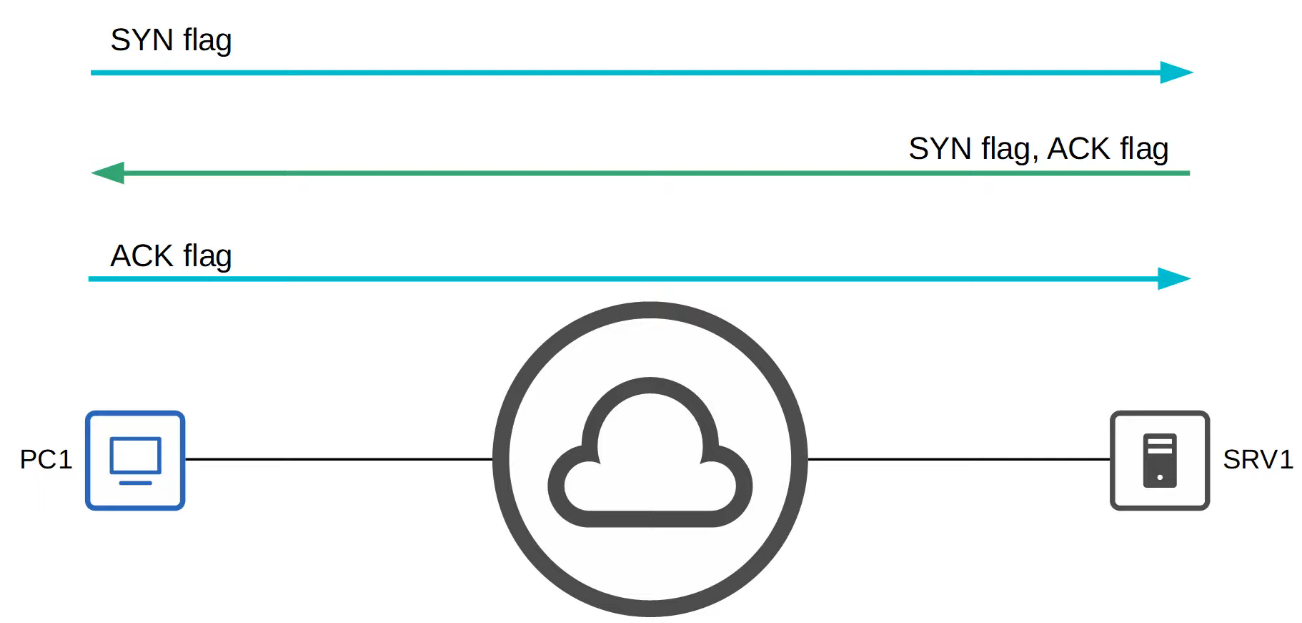 SYN flag
SYN flag, ACK flag
ACK flag
PC1
SRV1